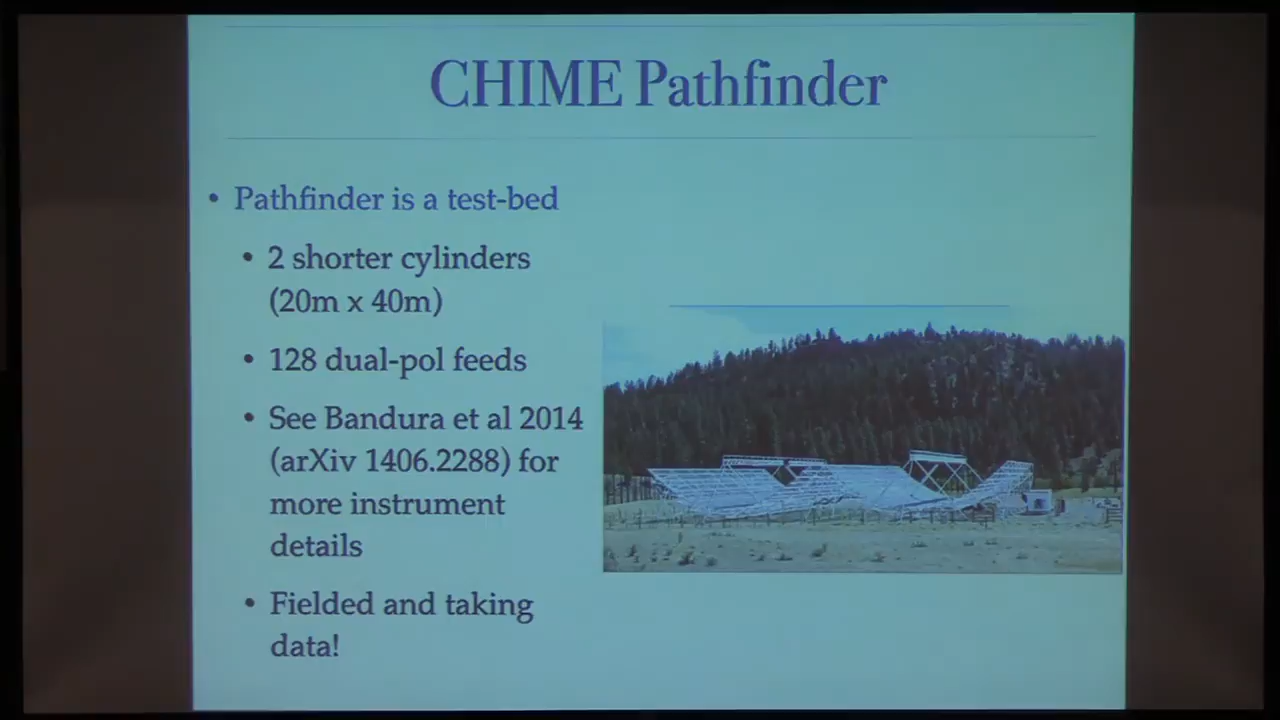 CHIME Pathfinder
• Pathfinder is a test-bed
• 2 shorter cylinders
(20m x 40m)
• 128 dual-pol feeds
• See Bandura et al 2014
(arXiv 1406.2288) for
more instrument
details
• Fielded and taking
data!